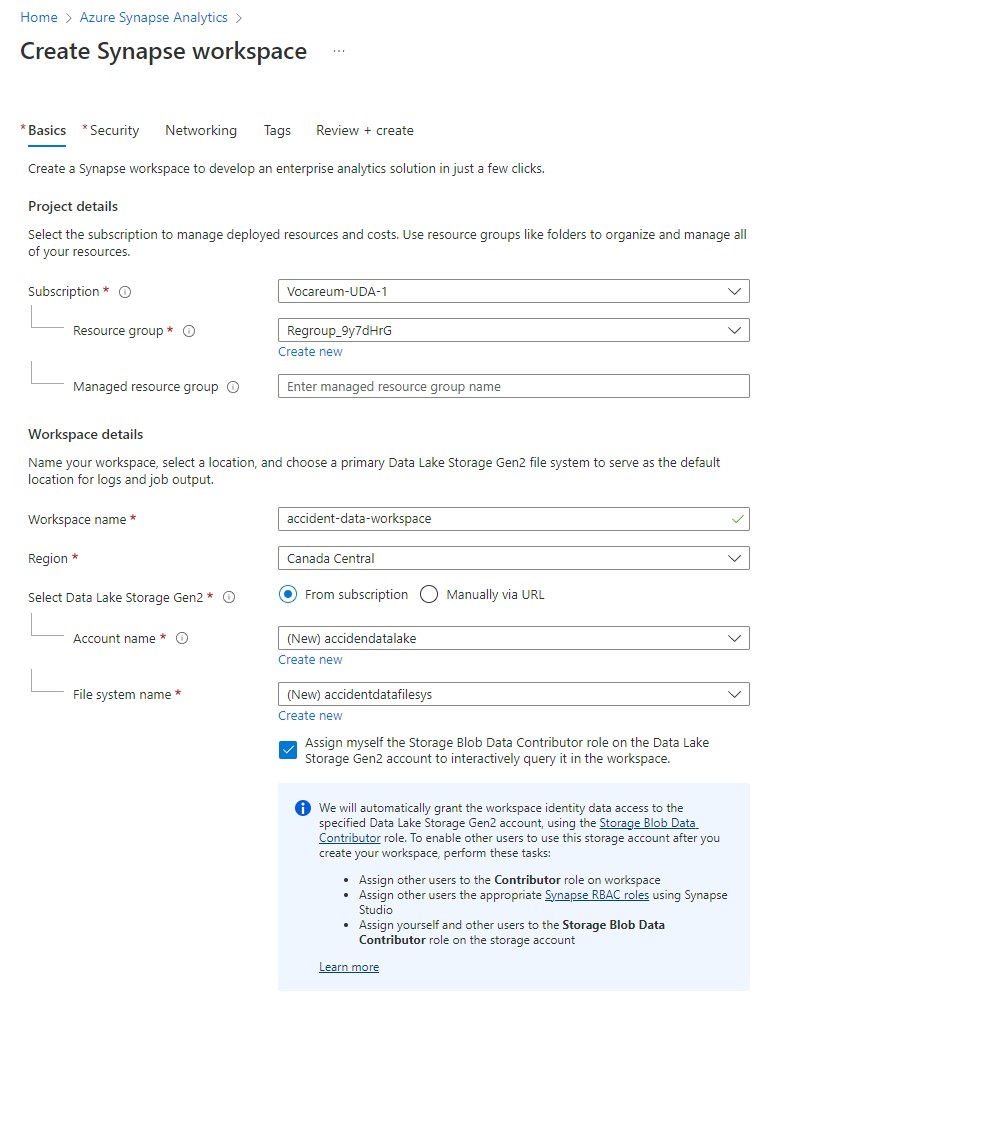 Home > Azure Synapse Analytics >
Create Synapse workspace ...
* Basics * Security Networking Tags Review + create
Create a Synapse workspace to develop an enterprise analytics solution in just a few clicks.
Project details
Select the subscription to manage deployed resources and costs. Use resource groups like folders to organize and manage all
of your resources.
Subscription * Vocareum-UDA-1
Resource group * Regroup_9y7dHrG
Create new
Managed resource group Enter managed resource group name
Workspace details
Name your workspace, select a location, and choose a primary Data Lake Storage Gen2 file system to serve as the default
location for logs and job output.
Workspace name * accident-data-workspace
Region * Canada Central
Select Data Lake Storage Gen2 * From subscription Manually via URL
Account name * (New) accidendatalake
Create new
File system name * (New) accidentdatafilesys
Create new
Assign myself the Storage Blob Data Contributor role on the Data Lake
Storage Gen2 account to interactively query it in the workspace.
We will automatically grant the workspace identity data access to the
specified Data Lake Storage Gen2 account, using the Storage Blob Data
Contributor role. To enable other users to use this storage account after you
create your workspace, perform these tasks:
• Assign other users to the Contributor role on workspace
• Assign other users the appropriate Synapse RBAC roles using Synapse
Studio
• Assign yourself and other users to the Storage Blob Data
Contributor role on the storage account
Learn more